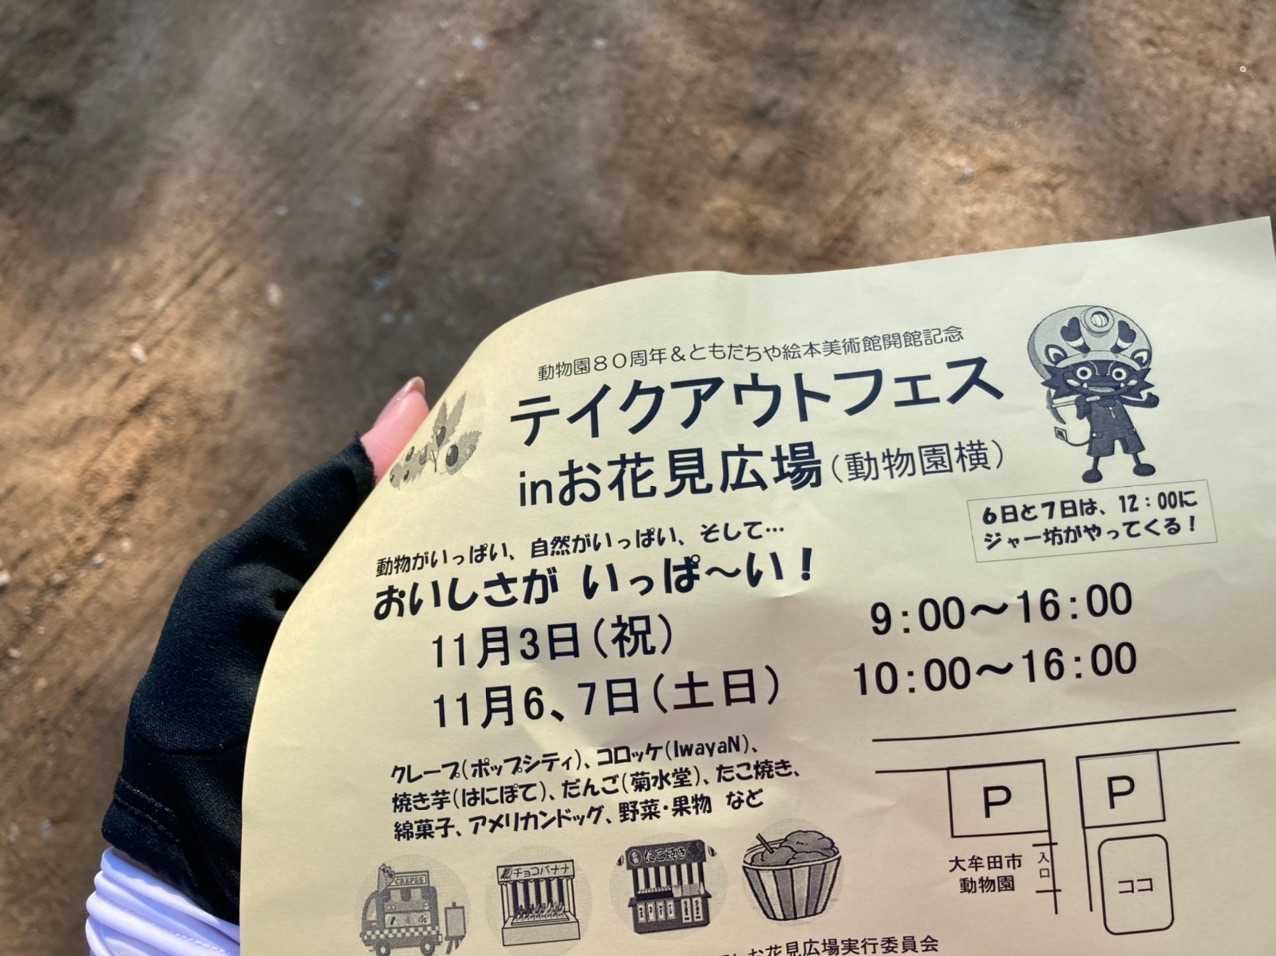 動物園80周年&ともだちや絵本美術館開館記念
テイクアウトフェス
inお花見広場(動物園横)
6日と7日は、12:00に
ジャー坊がやってくる!
動物がいっぱい、自然がいっぱい、そして…
おいしさが いっぱ~い!
11月3日(祝) 9:00~16:00
11月6、7日(土日) 10:00~16:00
クレープ(ポップシティ)、コロッケ(IwayaN)、
焼き芋(はにぽて)、だんご(菊水堂)、たこ焼き、
綿菓子、アメリカンドッグ、野菜・果物 など
P
P
大牟田市
動物園
入口
ココ
CRAPES
チョコバナナ
たこ焼き
お花見広場実行委員会